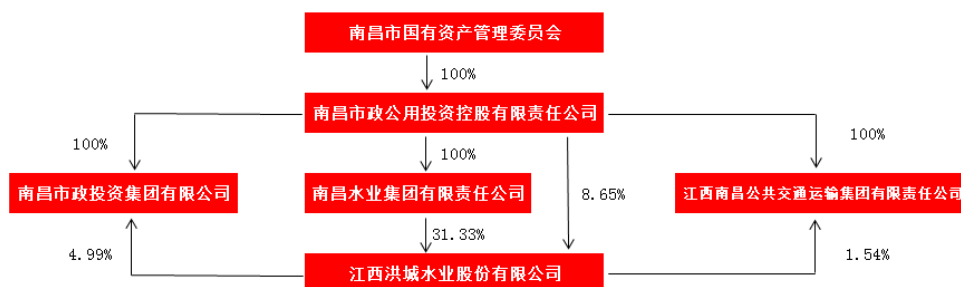 南昌市国有资产管理委员会
100%
南昌市政公用投资控股有限责任公司
100%
100%
100%
南昌市政投资集团有限公司
南昌水业集团有限责任公司
8.65%
江西南昌公共交通运输集团有限责任公司
4.99%
31.33%
1.54%
江西洪城水业股份有限公司